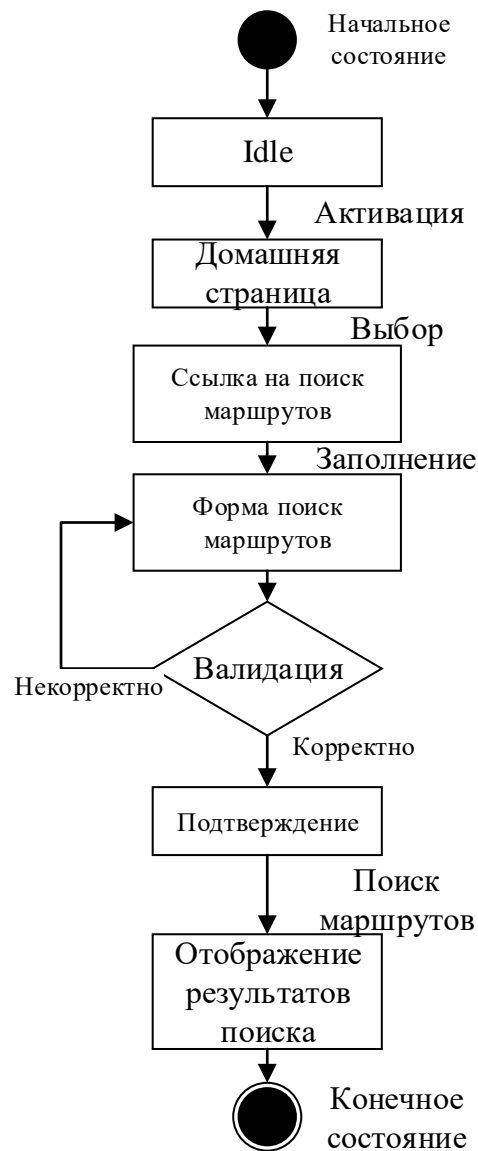 Начальное
состояние
Idle
Активация
Домашняя
страница
Выбор
Ссылка на поиск
маршрутов
Заполнение
Форма поиск
маршрутов
Валидация
Некорректно
Корректно
Подтверждение
Поиск
маршрутов
Отображение
результатов
поиска
Конечное
состояние